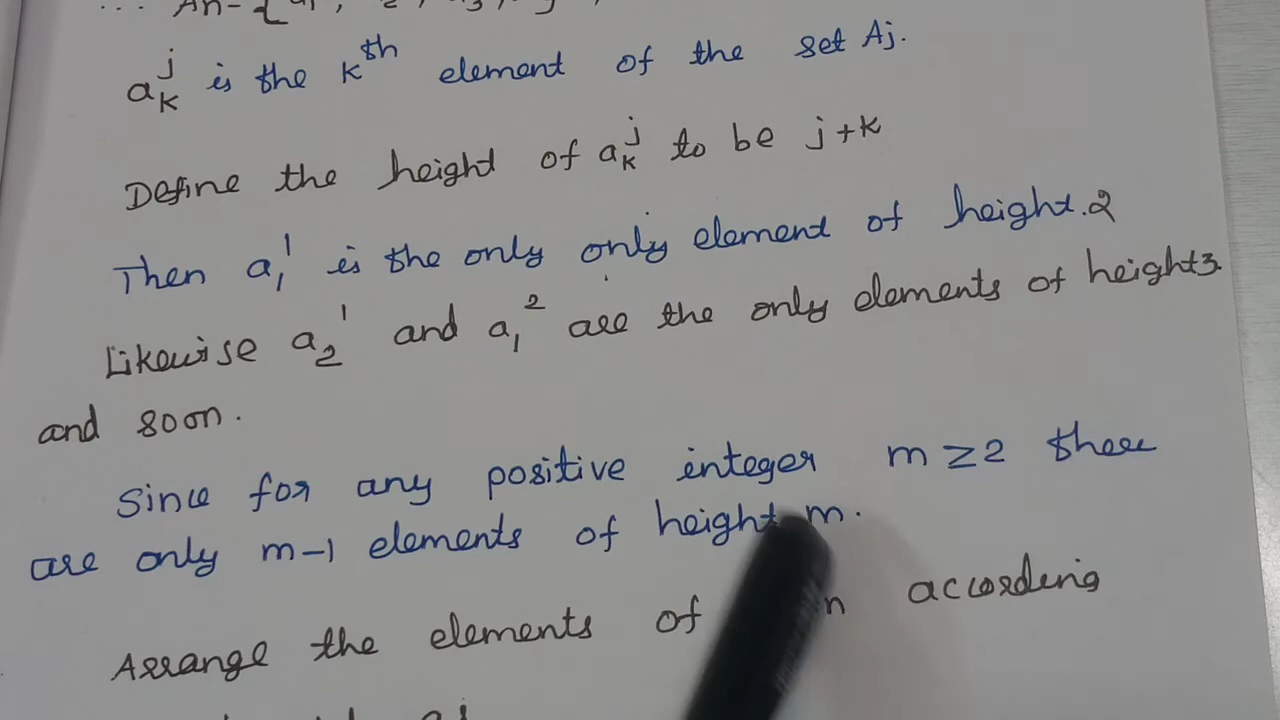 ... An = {a1,
a_k^j is the kth element of the set Aj.
Define the height of a_k^j to be j+k
Then a_1^1 is the only only element of height.2
Likewise a_2^1 and a_1^2 are the only elements of height3.
and soon.
Since for any positive integer m ≥ 2 there
are only m-1 elements of height m.
Arrange the elements of n according